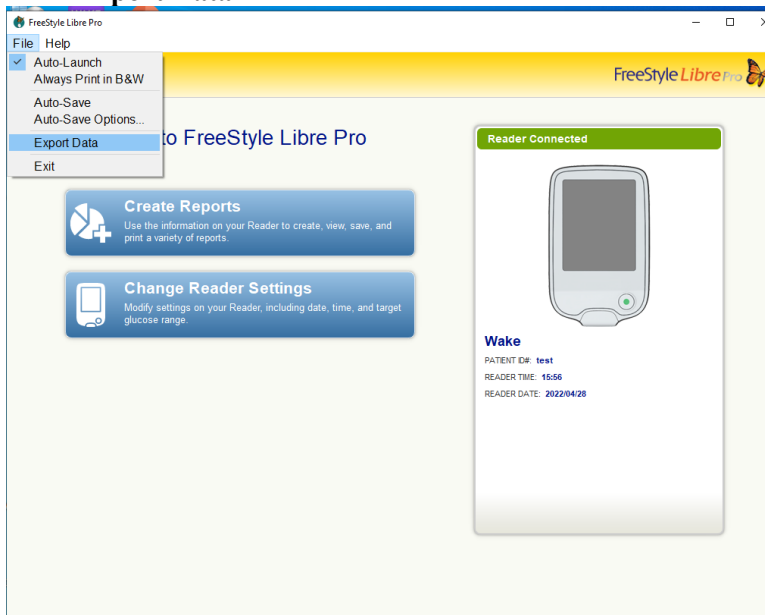 FreeStyle Libre Pro
File Help
Auto-Launch
Always Print in B&W
Auto-Save
Auto-Save Options...
Export Data
Exit
FreeStyle Libre Pro
to FreeStyle Libre Pro
Create Reports
Use the information on your Reader to create, view, save, and
print a variety of reports.
Change Reader Settings
Modify settings on your Reader, including date, time, and target
glucose range.
Reader Connected
Wake
PATIENT ID#: test
READER TIME: 15:56
READER DATE: 2022/04/28